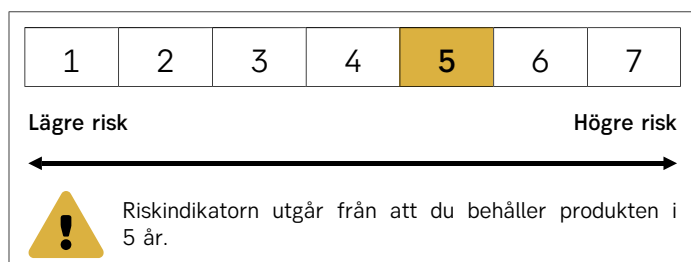 1 2 3 4 5 6 7
Lägre risk Högre risk
Riskindikatorn utgår från att du behåller produkten i
5 år.